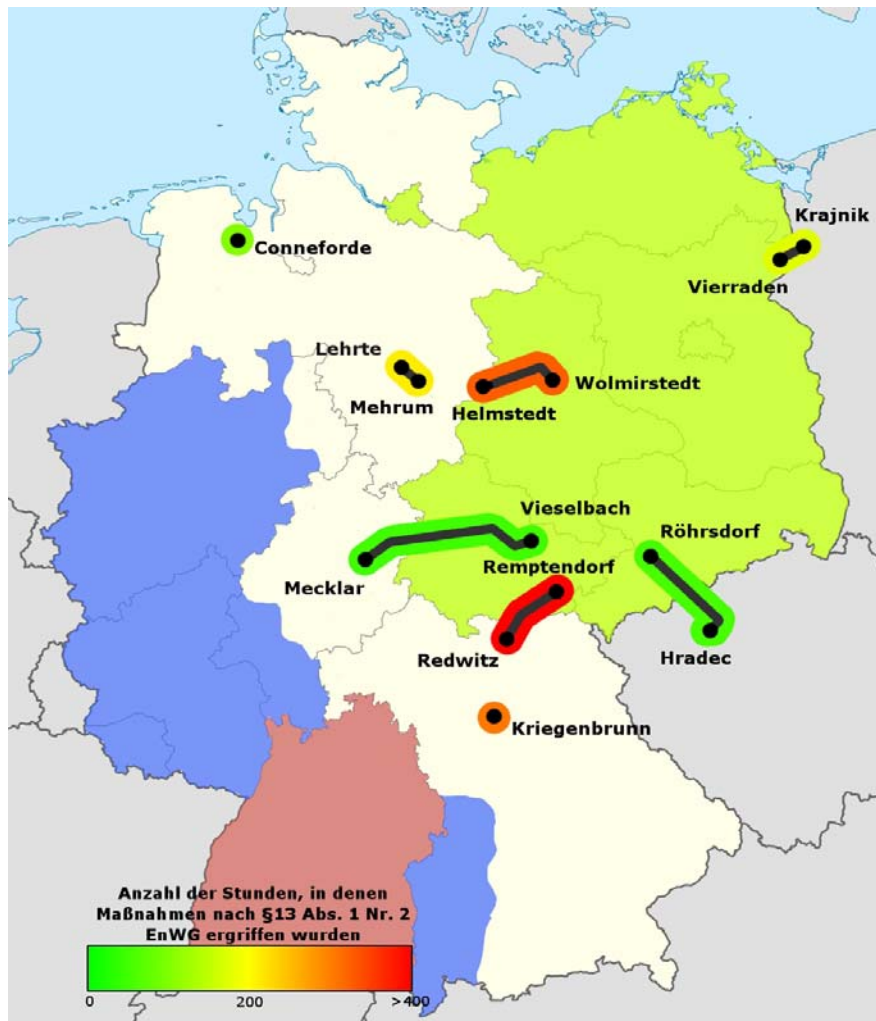 Krajnik
Conneforde
Vierraden
Lehrte
Wolmirstedt
Mehrum
Helmstedt
Vieselbach
Röhrsdorf
Remptendorf
Mecklar
Redwitz
Hradec
Kriegenbrunn
Anzahl der Stunden, in denen
Maßnahmen nach §13 Abs. 1 Nr. 2
EnWG ergriffen wurden
0 200 >400